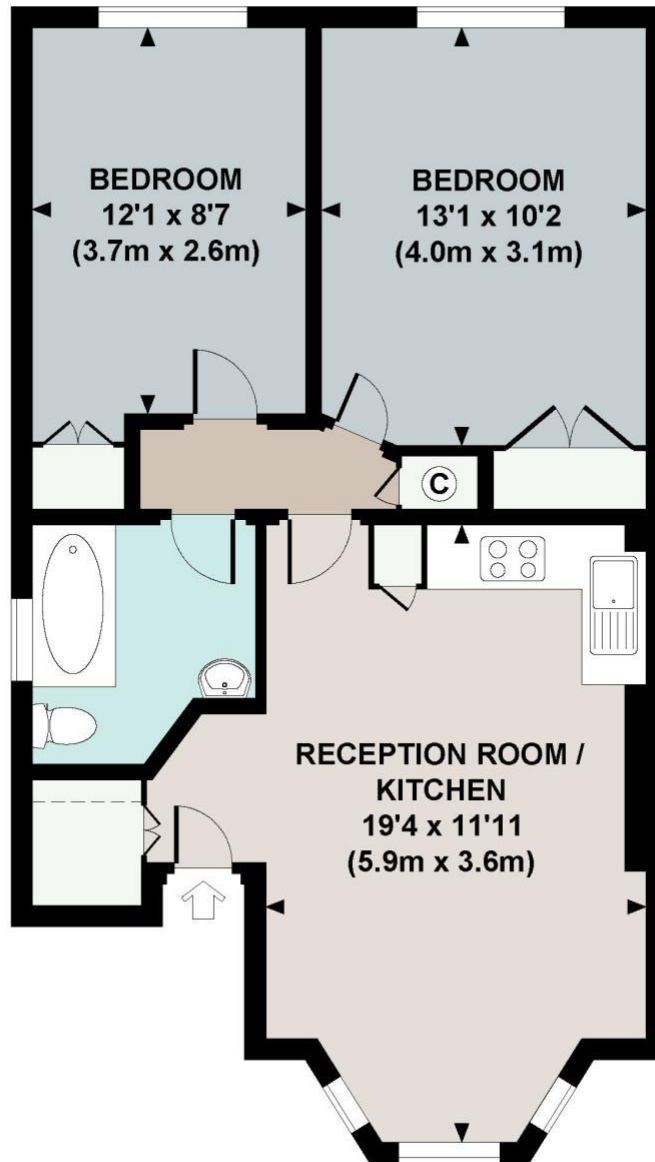 BEDROOM
12'1 x 8'7
(3.7m x 2.6m)
BEDROOM
13'1 x 10'2
(4.0m x 3.1m)
C
RECEPTION ROOM /
KITCHEN
19'4 x 11'11
(5.9m x 3.6m)